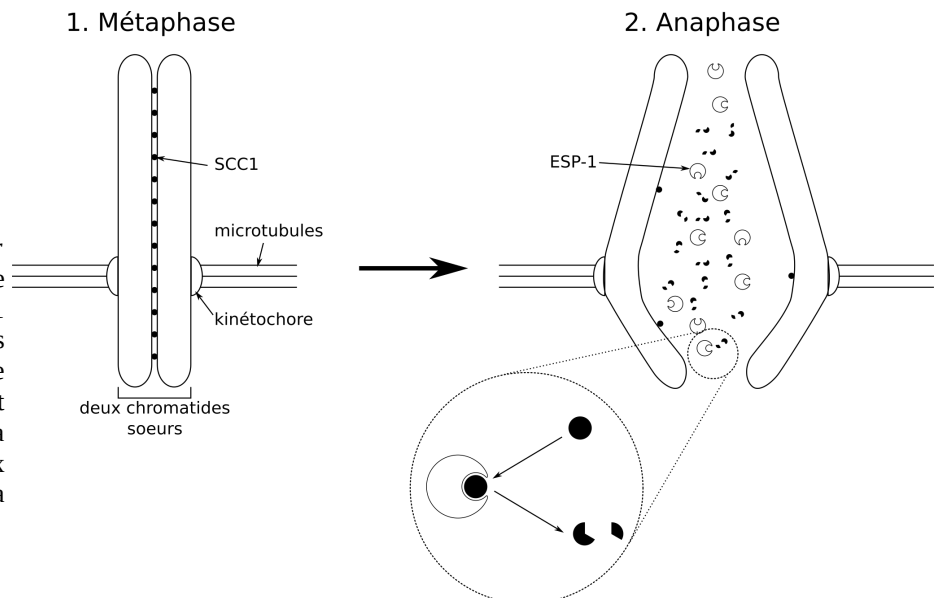 1. Métaphase
2. Anaphase
SCC1
microtubules
kinétochore
deux chromatides
soeurs
ESP-1